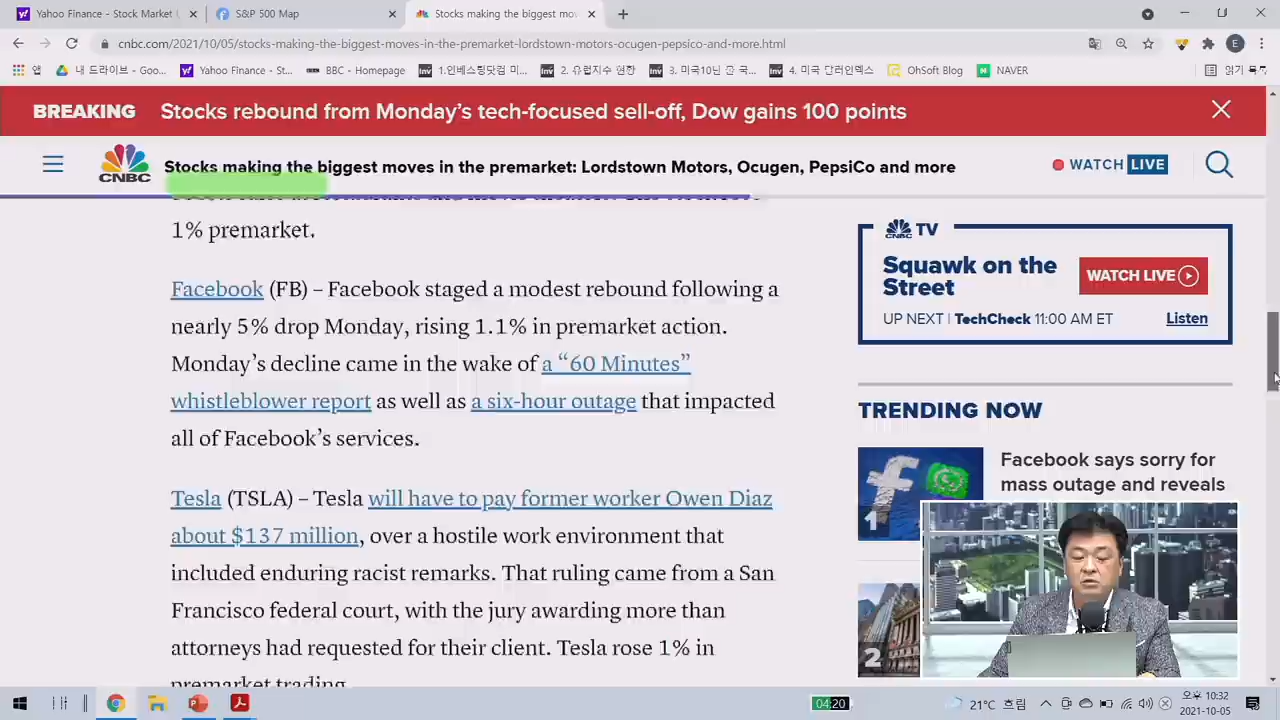 Yahoo Finance - Stock Market
S&P 500 Map
Stocks making the biggest mov
cnbc.com/2021/10/05/stocks-making-the-biggest-moves-in-the-premarket-lordstown-motors-ocugen-pepsico-and-more.html
E
앱
내 드라이브 - Goo...
Yahoo Finance - St...
BBC - Homepage
1.인베스팅닷컴 미...
2. 유럽지수 현황
3. 미국10년 중 국...
4. 미국 단러인덱스
OhSoft Blog
NAVER
읽기 목록
BREAKING Stocks rebound from Monday's tech-focused sell-off, Dow gains 100 points
CNBC
Stocks making the biggest moves in the premarket: Lordstown Motors, Ocugen, PepsiCo and more
WATCH LIVE
1% premarket.
Facebook (FB) – Facebook staged a modest rebound following a
nearly 5% drop Monday, rising 1.1% in premarket action.
Monday's decline came in the wake of a “60 Minutes”
whistleblower report as well as a six-hour outage that impacted
all of Facebook's services.
Tesla (TSLA) – Tesla will have to pay former worker Owen Diaz
about $137 million, over a hostile work environment that
included enduring racist remarks. That ruling came from a San
Francisco federal court, with the jury awarding more than
attorneys had requested for their client. Tesla rose 1% in
premarket trading.
CNBC TV
Squawk on the
Street
WATCH LIVE
UP NEXT | TechCheck 11:00 AM ET
Listen
TRENDING NOW
1
Facebook says sorry for
mass outage and reveals
2
04:20
21°C 흐림
오후 10:32
2021-10-05